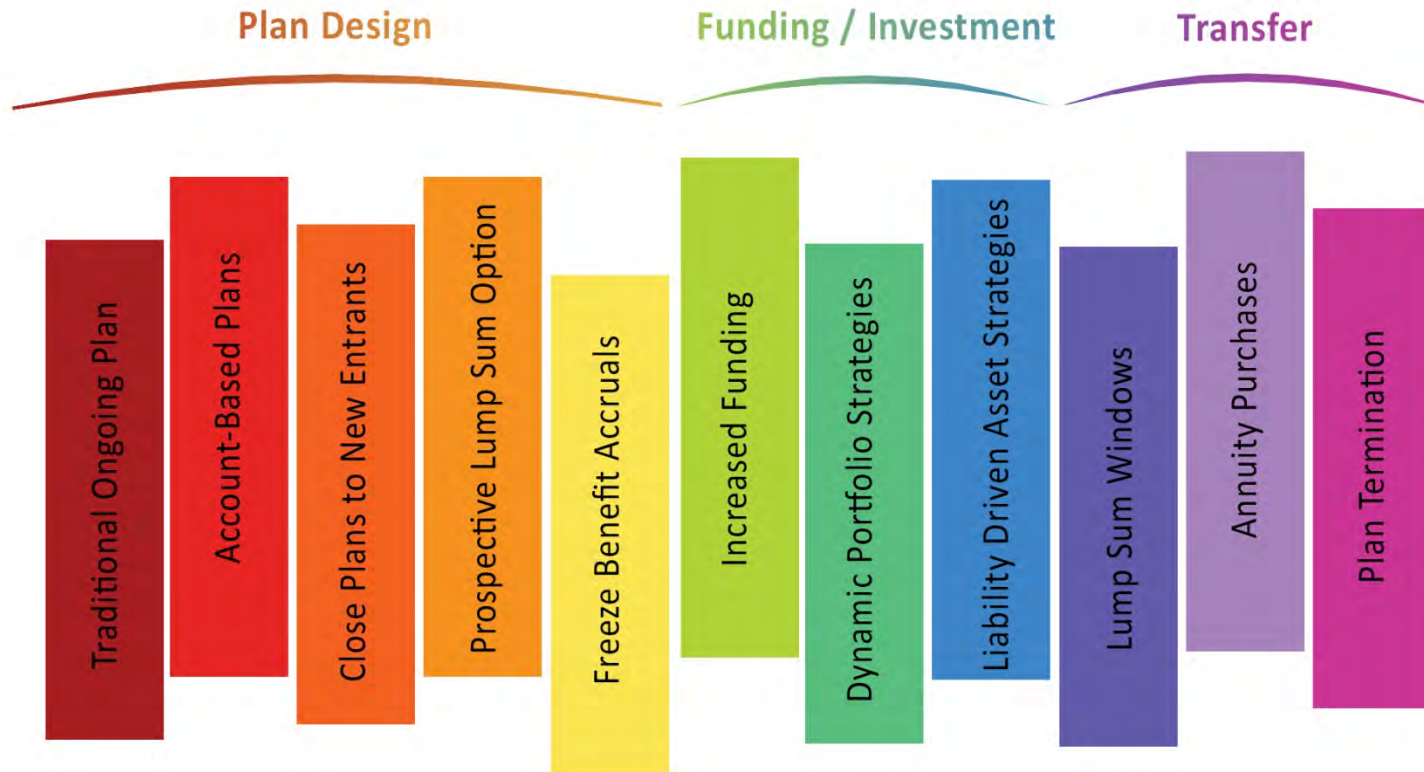 Plan Design
Funding / Investment
Transfer
Traditional Ongoing Plan
Account-Based Plans
Close Plans to New Entrants
Prospective Lump Sum Option
Freeze Benefit Accruals
Increased Funding
Dynamic Portfolio Strategies
Liability Driven Asset Strategies
Lump Sum Windows
Annuity Purchases
Plan Termination